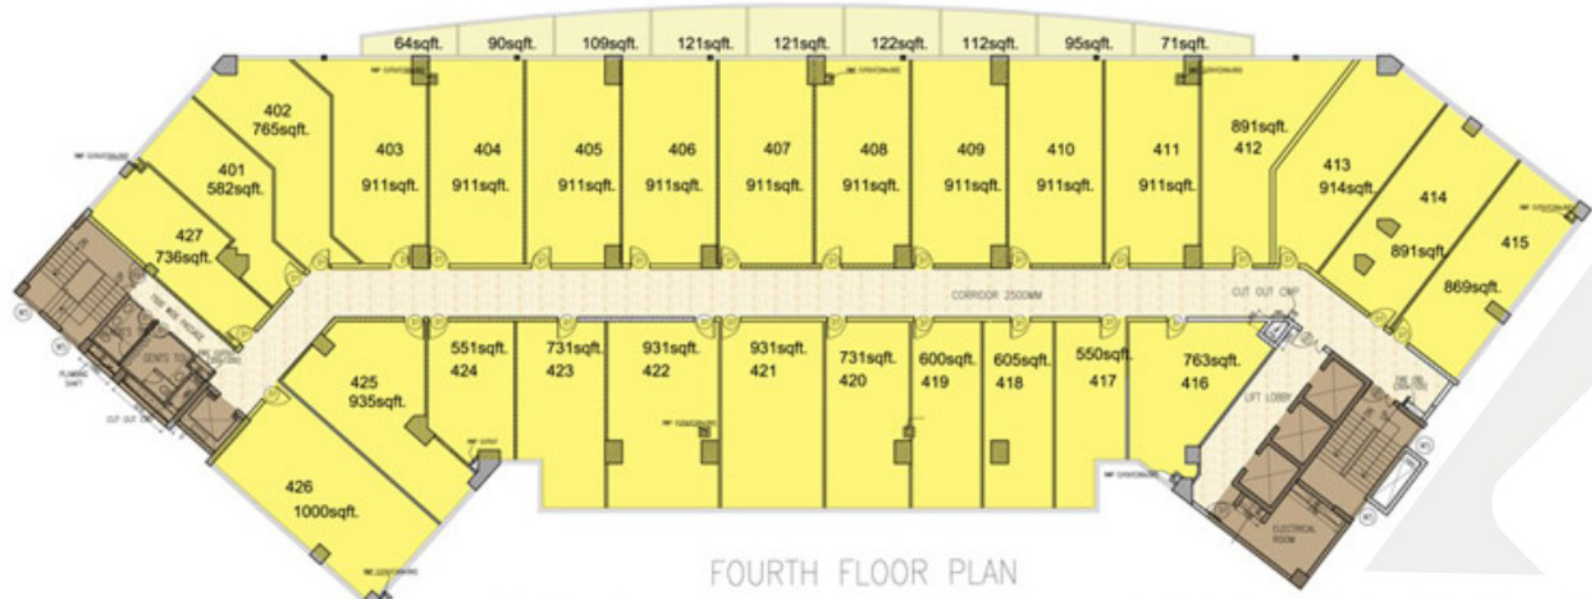 64sqft.
90sqft.
109sqft.
121sqft.
121sqft.
122sqft.
112sqft.
95sqft.
71sqft.
402
765sqft.
401
582sqft.
427
736sqft.
403
911sqft.
404
911sqft.
405
911sqft.
406
911sqft.
407
911sqft.
408
911sqft.
409
911sqft.
410
911sqft.
411
911sqft.
891sqft.
412
413
914sqft.
414
891sqft.
415
869sqft.
CORRIDOR 2500MM
CUT OUT
425
935sqft.
551sqft.
424
731sqft.
423
931sqft.
422
931sqft.
421
731sqft.
420
600sqft.
419
605sqft.
418
550sqft.
417
763sqft.
416
LIFT LOBBY
426
1000sqft.
GENTS
CUT OUT
ELECTRICAL
ROOM
FOURTH FLOOR PLAN